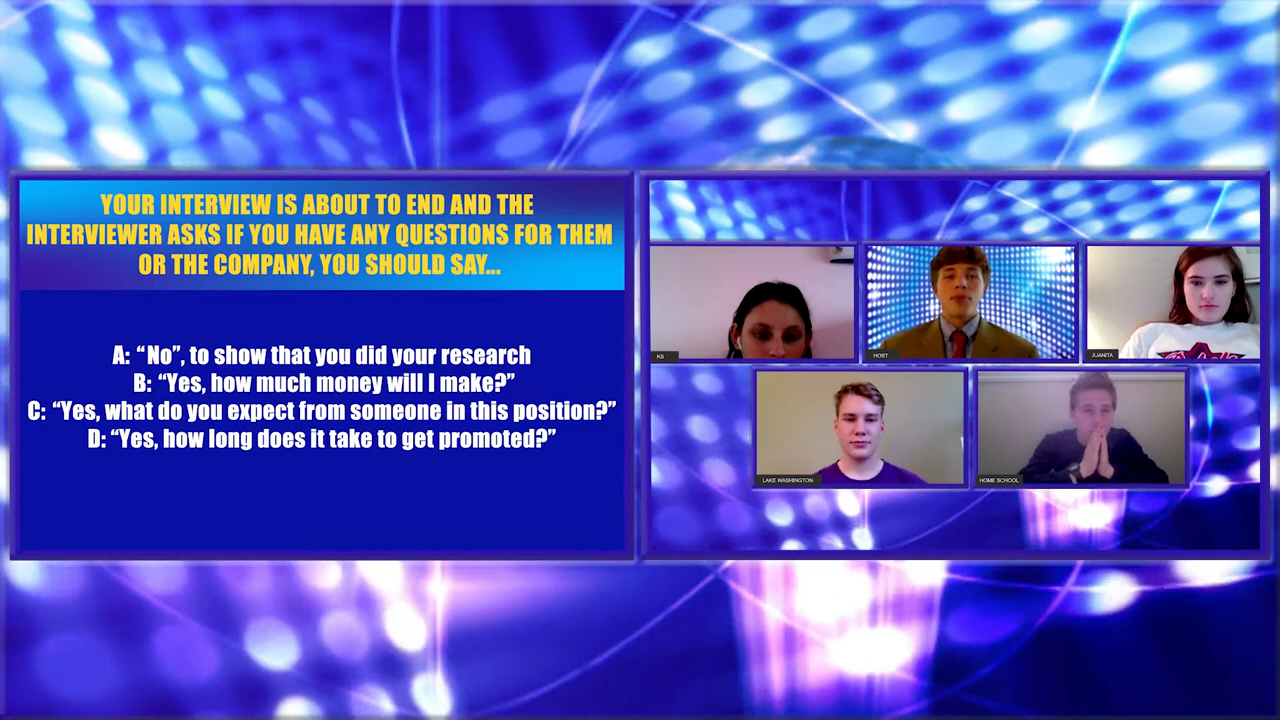 YOUR INTERVIEW IS ABOUT TO END AND THE
INTERVIEWER ASKS IF YOU HAVE ANY QUESTIONS FOR THEM
OR THE COMPANY, YOU SHOULD SAY...
A: “No”, to show that you did your research
B: “Yes, how much money will I make?”
C: “Yes, what do you expect from someone in this position?”
D: “Yes, how long does it take to get promoted?”
KS
HOST
JUANITA
LAKE WASHINGTON
HOME SCHOOL